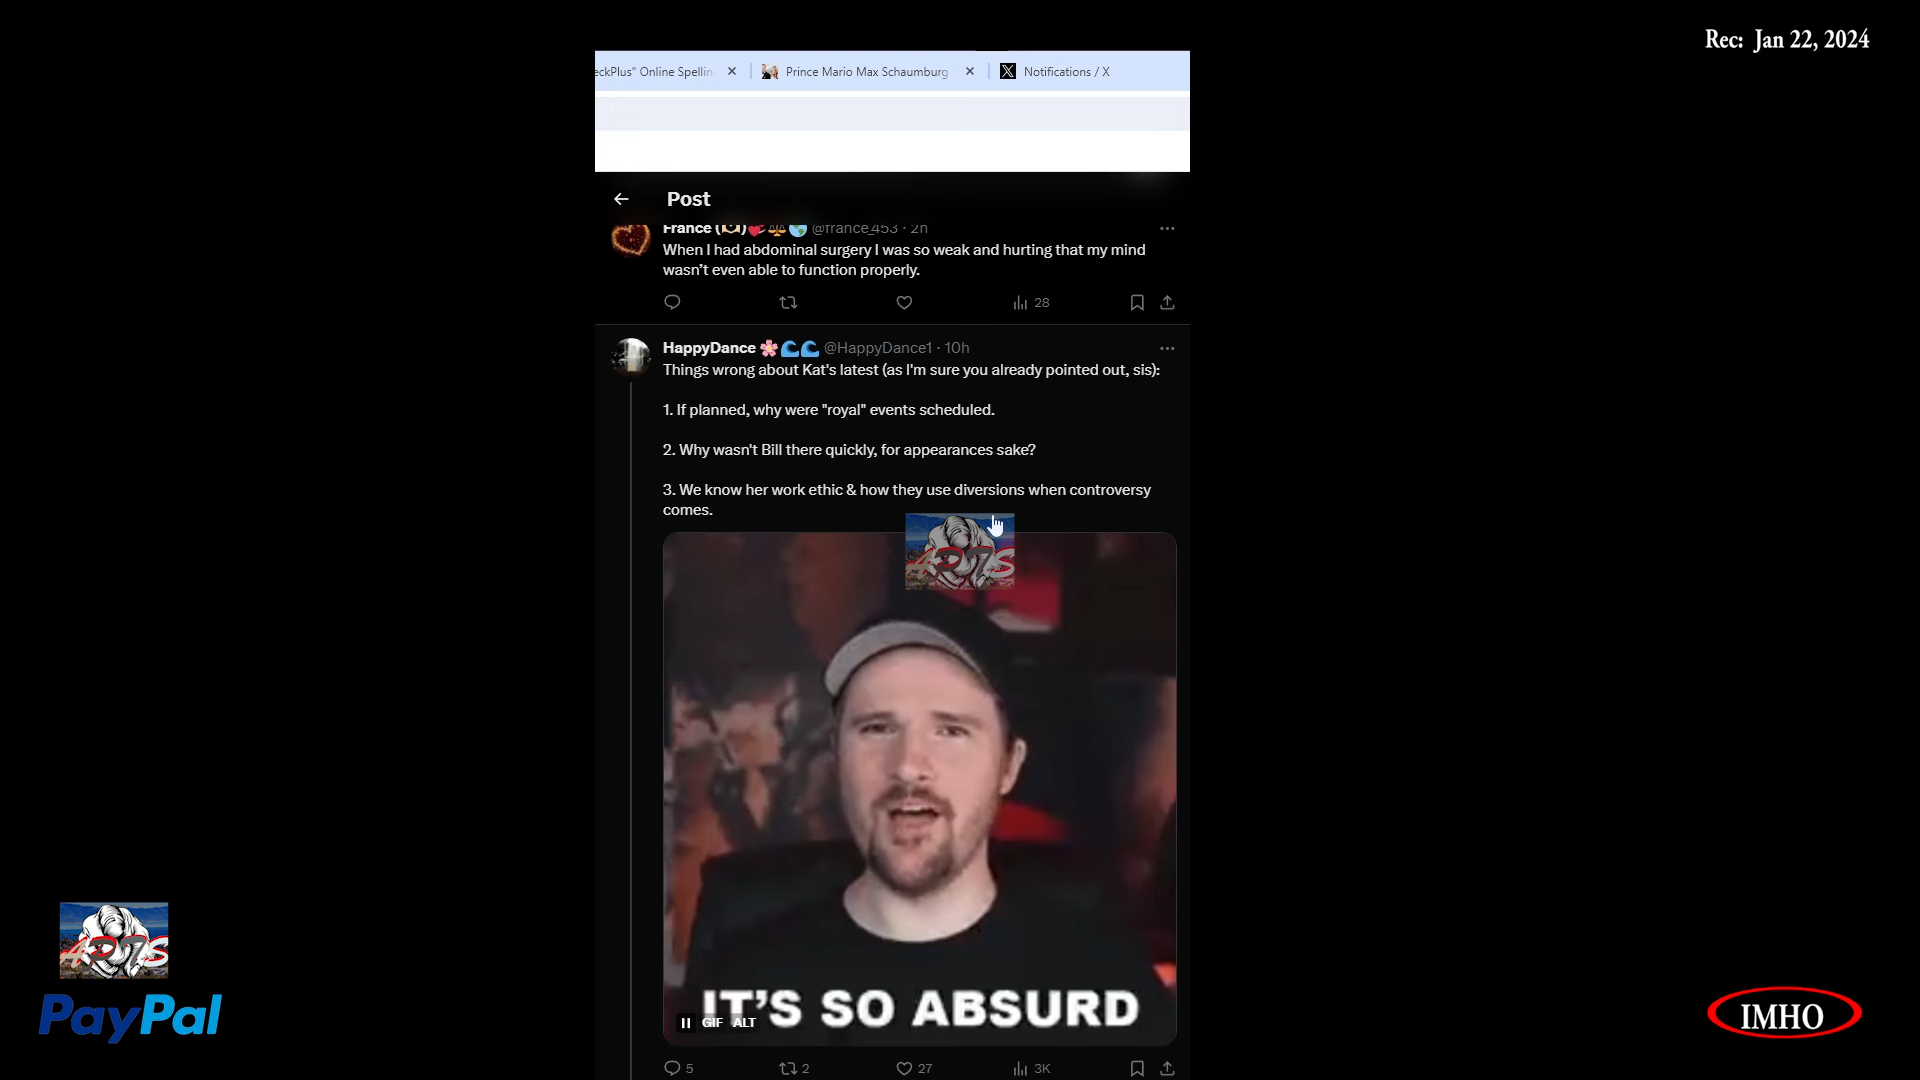 Rec: Jan 22, 2024
eckPlus" Online Spellin
Prince Mario Max Schaumburg
Notifications / X
Post
France @france_453 · 2h
When I had abdominal surgery I was so weak and hurting that my mind
wasn't even able to function properly.
28
HappyDance 🌸🌊🌊 @HappyDance1 · 10h
Things wrong about Kat's latest (as I'm sure you already pointed out, sis):
1. If planned, why were "royal" events scheduled.
2. Why wasn't Bill there quickly, for appearances sake?
3. We know her work ethic & how they use diversions when controversy
comes.
IT'S SO ABSURD
GIF ALT
5 2 27 3K
PayPal
IMHO